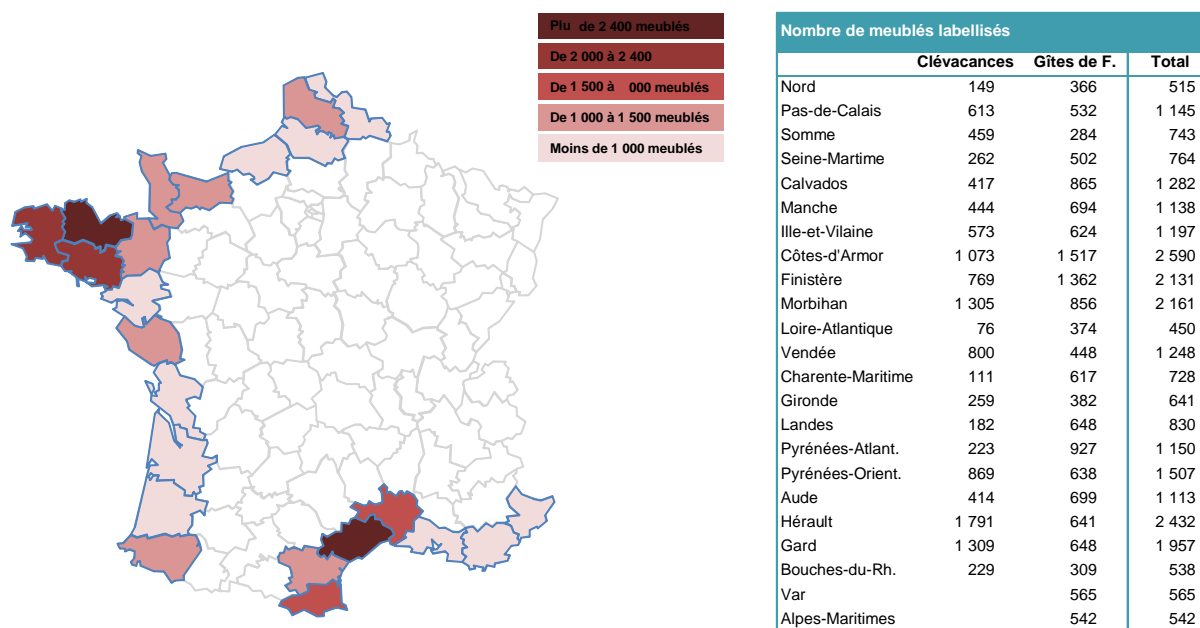 Plu de 2 400 meublés
De 2 000 à 2 400
De 1 500 à 000 meublés
De 1 000 à 1 500 meublés
Moins de 1 000 meublés
Nombre de meublés labellisés
Clévacances Gîtes de F. Total
Nord 149 366 515
Pas-de-Calais 613 532 1 145
Somme 459 284 743
Seine-Martime 262 502 764
Calvados 417 865 1 282
Manche 444 694 1 138
Ille-et-Vilaine 573 624 1 197
Côtes-d'Armor 1 073 1 517 2 590
Finistère 769 1 362 2 131
Morbihan 1 305 856 2 161
Loire-Atlantique 76 374 450
Vendée 800 448 1 248
Charente-Maritime 111 617 728
Gironde 259 382 641
Landes 182 648 830
Pyrénées-Atlant. 223 927 1 150
Pyrénées-Orient. 869 638 1 507
Aude 414 699 1 113
Hérault 1 791 641 2 432
Gard 1 309 648 1 957
Bouches-du-Rh. 229 309 538
Var 565 565
Alpes-Maritimes 542 542